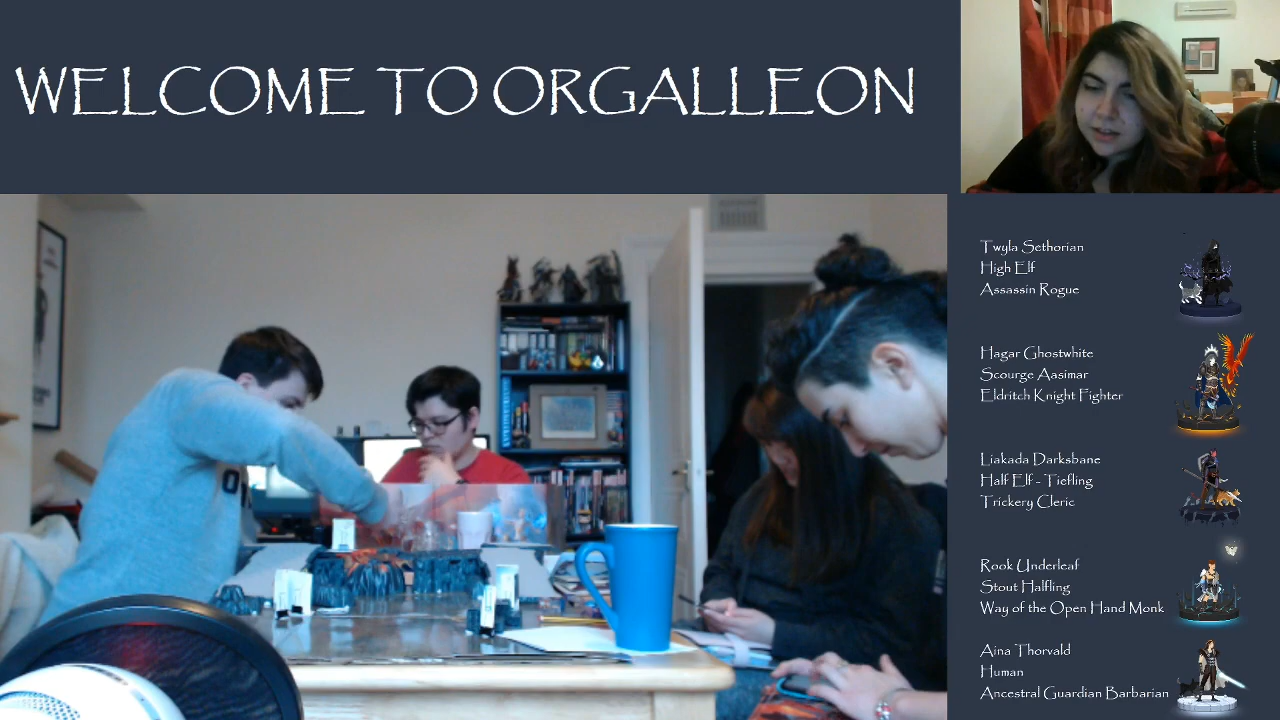 WELCOME TO ORGALLEON
Twyla Sethorian
High Elf
Assassin Rogue
Hagar Ghostwhite
Scourge Aasimar
Eldritch Knight Fighter
Liakada Darksbane
Half Elf - Tiefling
Trickery Cleric
Rook Underleaf
Stout Halfling
Way of the Open Hand Monk
Aina Thorvald
Human
Ancestral Guardian Barbarian